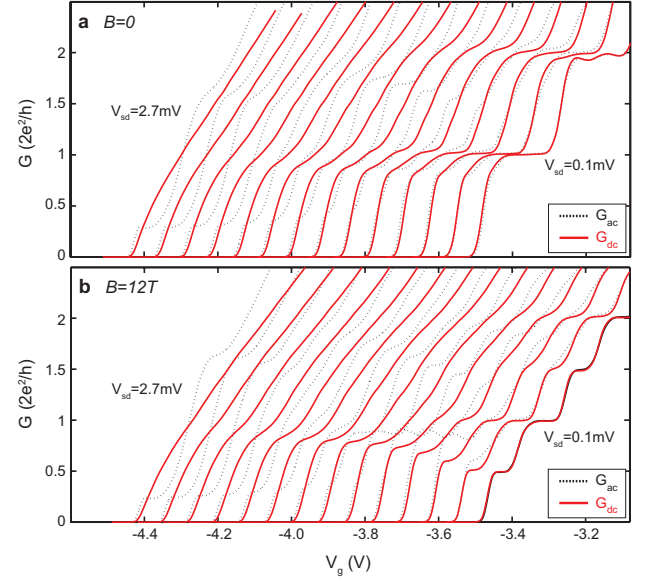 a B=0
2
1.5
1
0.5
0
G (2e²/h)
V_sd=2.7mV
V_sd=0.1mV
G_ac
G_dc
b B=12T
2
1.5
1
0.5
0
G (2e²/h)
V_sd=2.7mV
V_sd=0.1mV
G_ac
G_dc
-4.4 -4.2 -4.0 -3.8 -3.6 -3.4 -3.2
V_g (V)